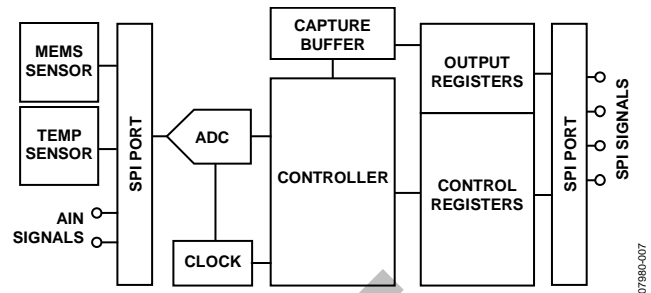 MEMS
SENSOR
TEMP
SENSOR
AIN
SIGNALS
SPI PORT
ADC
CLOCK
CAPTURE
BUFFER
CONTROLLER
OUTPUT
REGISTERS
CONTROL
REGISTERS
SPI PORT
SPI SIGNALS
07980-007